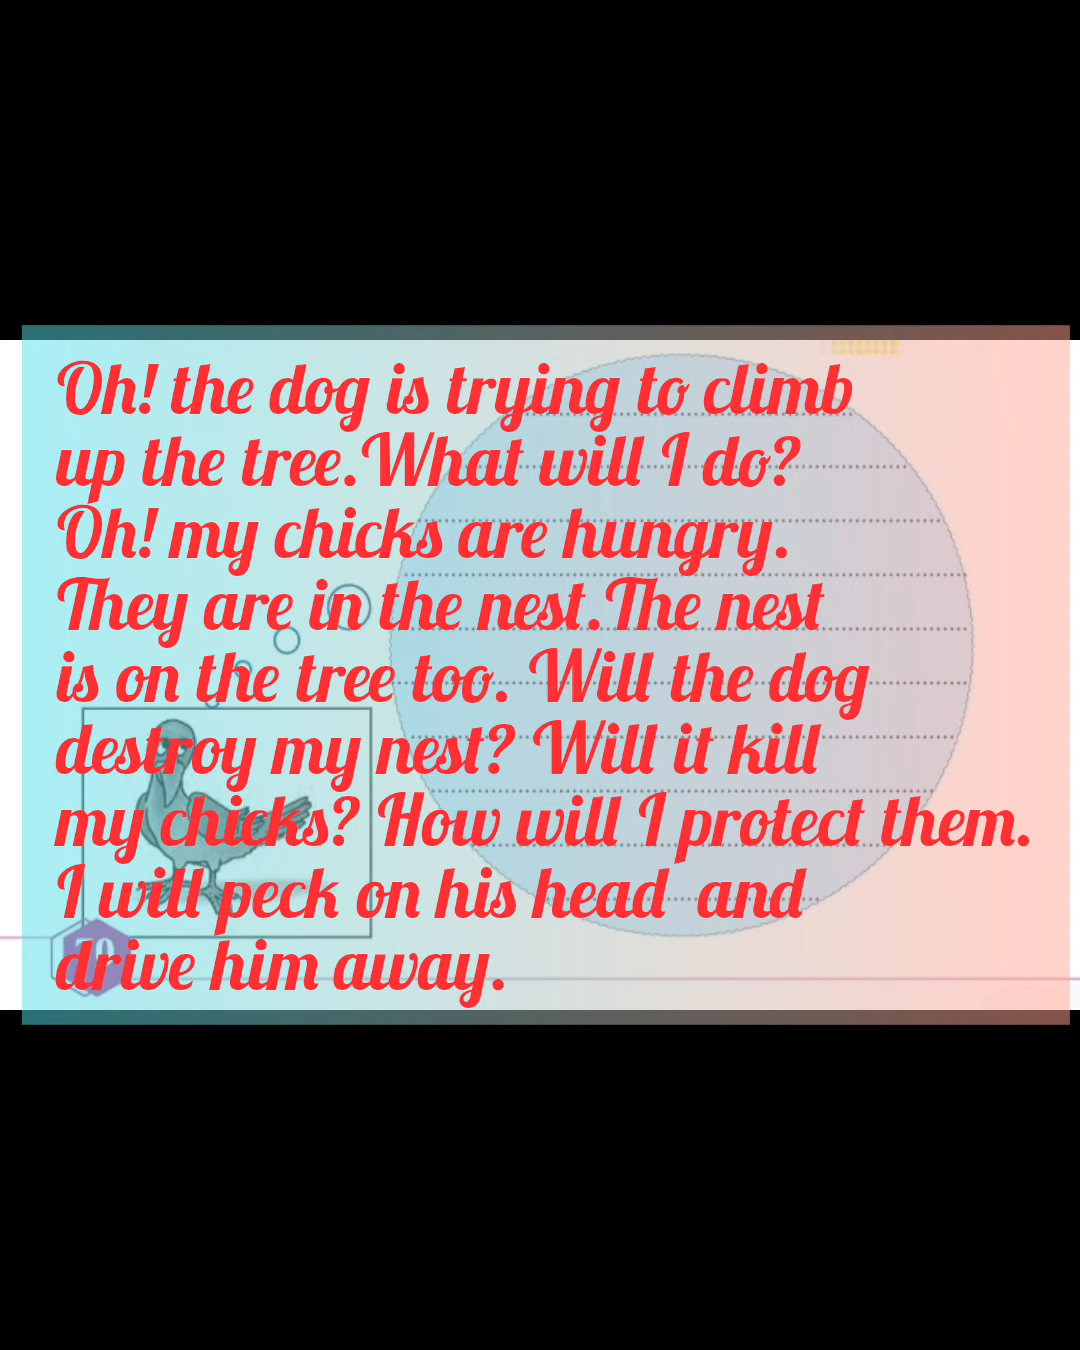 Oh! the dog is trying to climb
up the tree.What will I do?
Oh! my chicks are hungry.
They are in the nest.The nest
is on the tree too. Will the dog
destroy my nest? Will it kill
my chicks? How will I protect them.
I will peck on his head  and
drive him away.
70